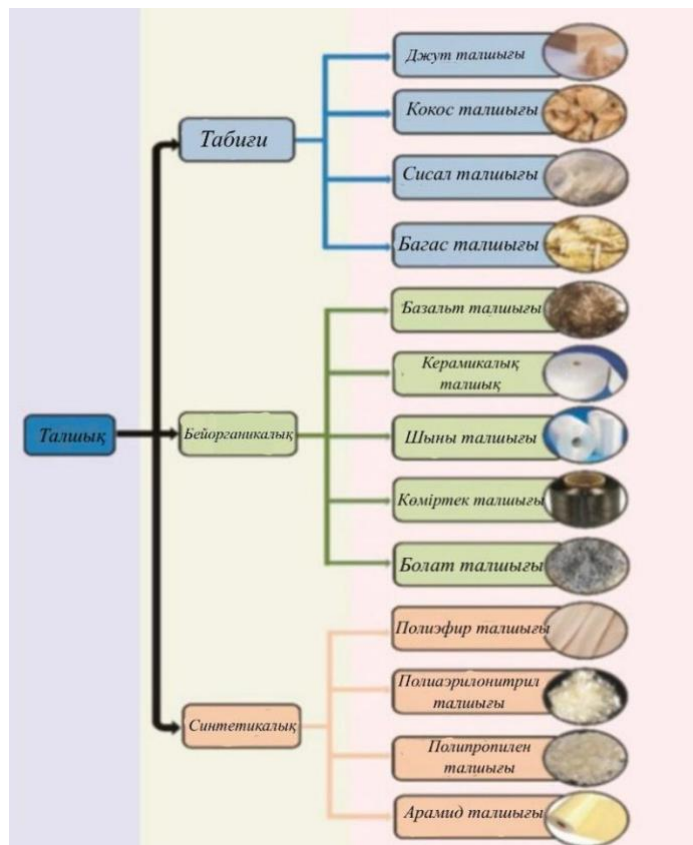 Талшық
Табиғи
Джут талшығы
Кокос талшығы
Сисал талшығы
Багас талшығы
Бейорганикалық
Базальт талшығы
Керамикалық
талшық
Шыны талшығы
Көміртек талшығы
Болат талшығы
Синтетикалық
Полиэфир талшығы
Полиаэрилонитрил
талшығы
Полипропилен
талшығы
Арамид талшығы